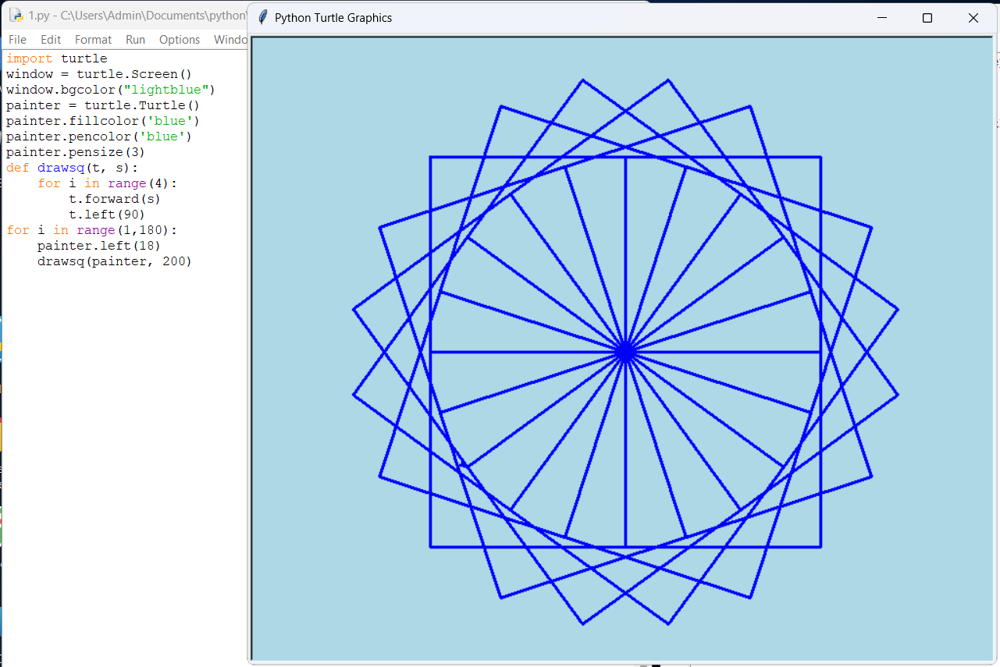 1.py - C:\Users\Admin\Documents\python\
Python Turtle Graphics
File Edit Format Run Options Windo
import turtle
window = turtle.Screen()
window.bgcolor("lightblue")
painter = turtle.Turtle()
painter.fillcolor('blue')
painter.pencolor('blue')
painter.pensize(3)
def drawsq(t, s):
    for i in range(4):
        t.forward(s)
        t.left(90)
for i in range(1,180):
    painter.left(18)
    drawsq(painter, 200)